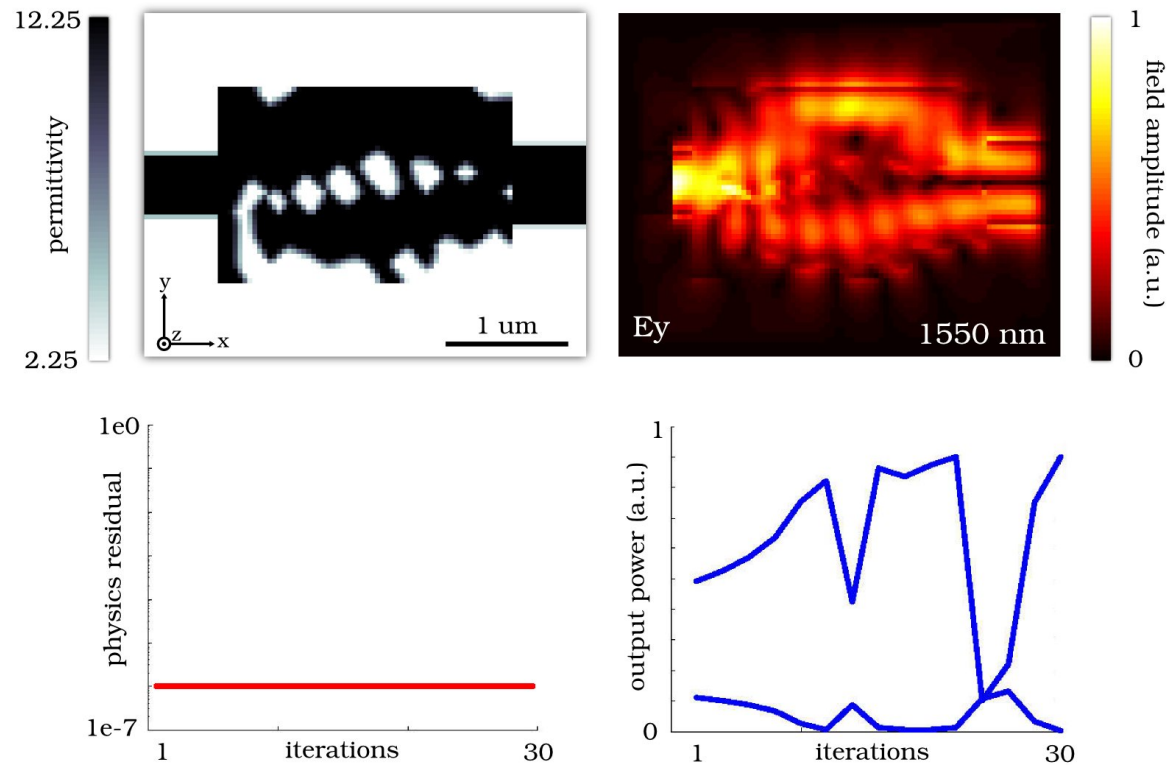 12.25
permittivity
2.25
y
z
x
1 um
Ey
1550 nm
1
field amplitude (a.u.)
0
1e0
physics residual
1e-7
1
iterations
30
1
output power (a.u.)
0
1
iterations
30